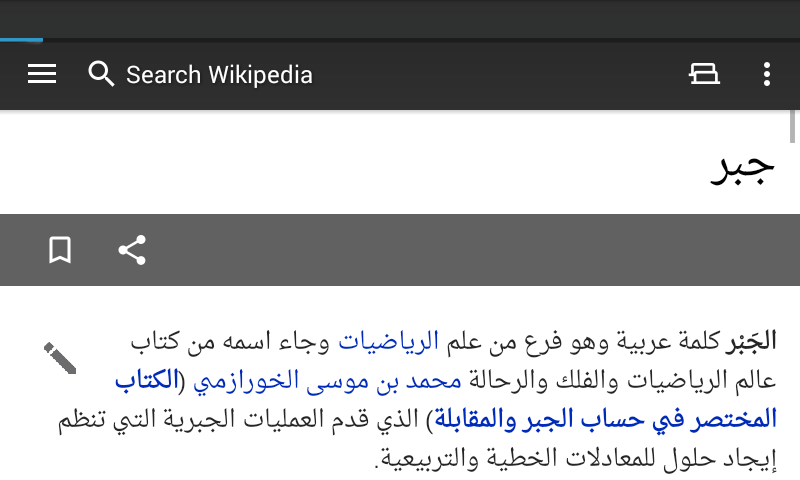 Search Wikipedia
جبر
الجَبْر كلمة عربية وهو فرع من علم الرياضيات وجاء اسمه من كتاب
عالم الرياضيات والفلك والرحالة محمد بن موسى الخورازمي (الكتاب
المختصر في حساب الجبر والمقابلة) الذي قدم العمليات الجبرية التي تنظم
إيجاد حلول للمعادلات الخطية والتربيعية.